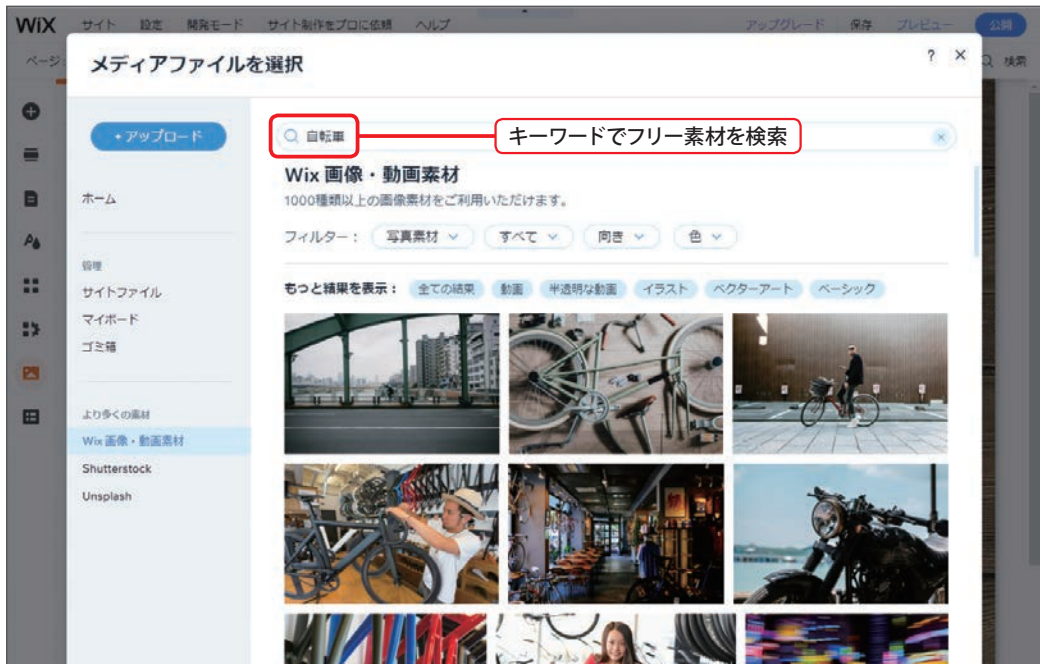 WiX サイト 設定 開発モード サイト制作をプロに依頼 ヘルプ アップグレード 保存 プレビュー 公開
ページ: 検索
メディアファイルを選択 ? ×
+ アップロード
自転車 キーワードでフリー素材を検索
Wix 画像・動画素材
1000種類以上の画像素材をご利用いただけます。
フィルター： 写真素材 すべて 向き 色
もっと結果を表示： 全ての結果 動画 半透明な動画 イラスト ベクターアート ベーシック
ホーム
管理
サイトファイル
マイボード
ゴミ箱
より多くの素材
Wix 画像・動画素材
Shutterstock
Unsplash